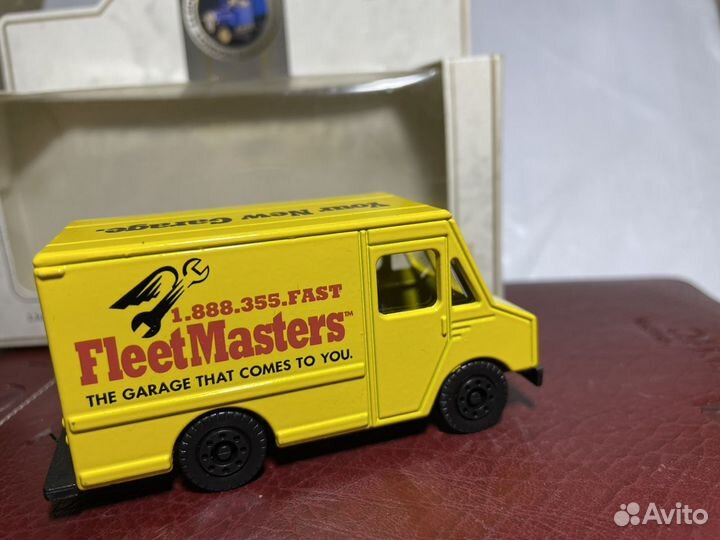 Your New Garage.
1.888.355.FAST
FleetMasters™
THE GARAGE THAT COMES TO YOU.
Avito